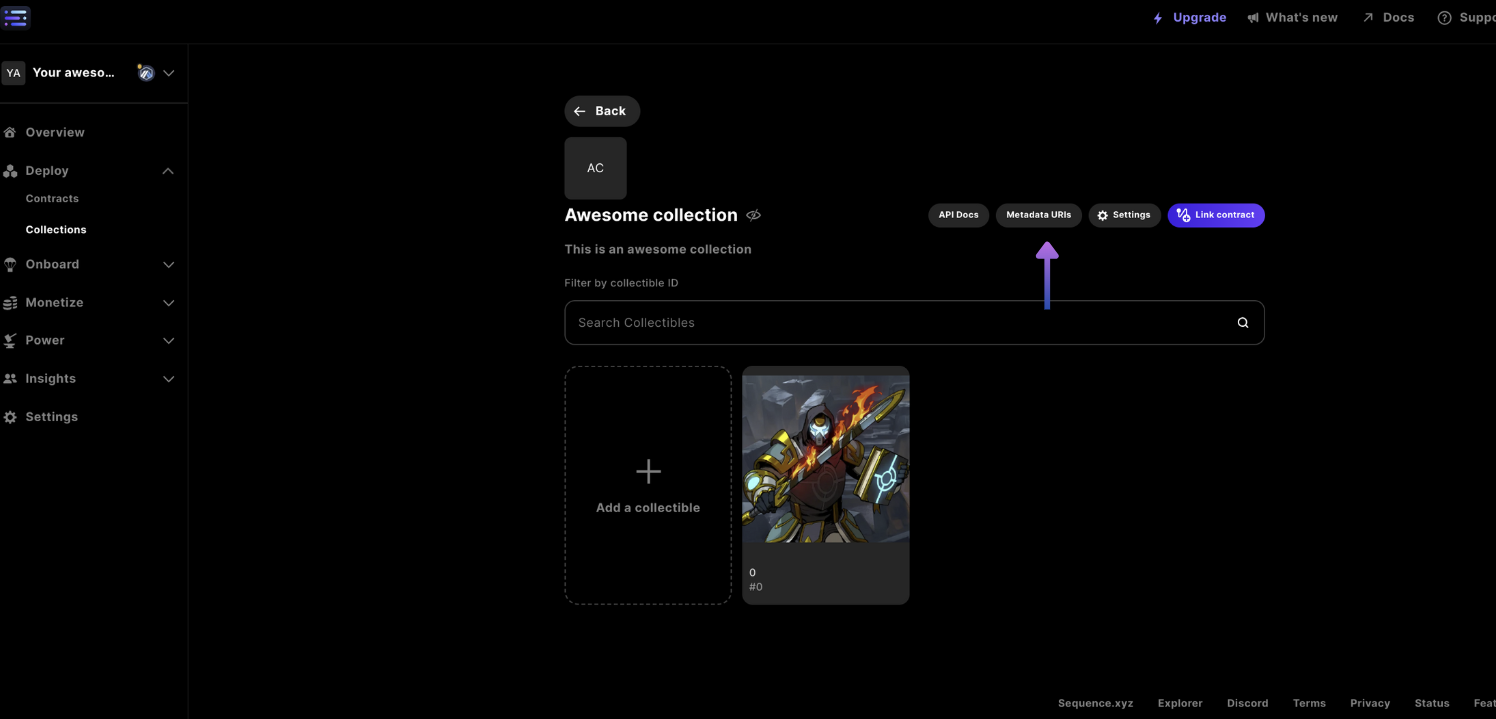 Upgrade What's new Docs Suppo
YA Your aweso...
Overview
Deploy
Contracts
Collections
Onboard
Monetize
Power
Insights
Settings
Back
AC
Awesome collection
API Docs Metadata URIs Settings Link contract
This is an awesome collection
Filter by collectible ID
Search Collectibles
Add a collectible
0
#0
Sequence.xyz Explorer Discord Terms Privacy Status Feat